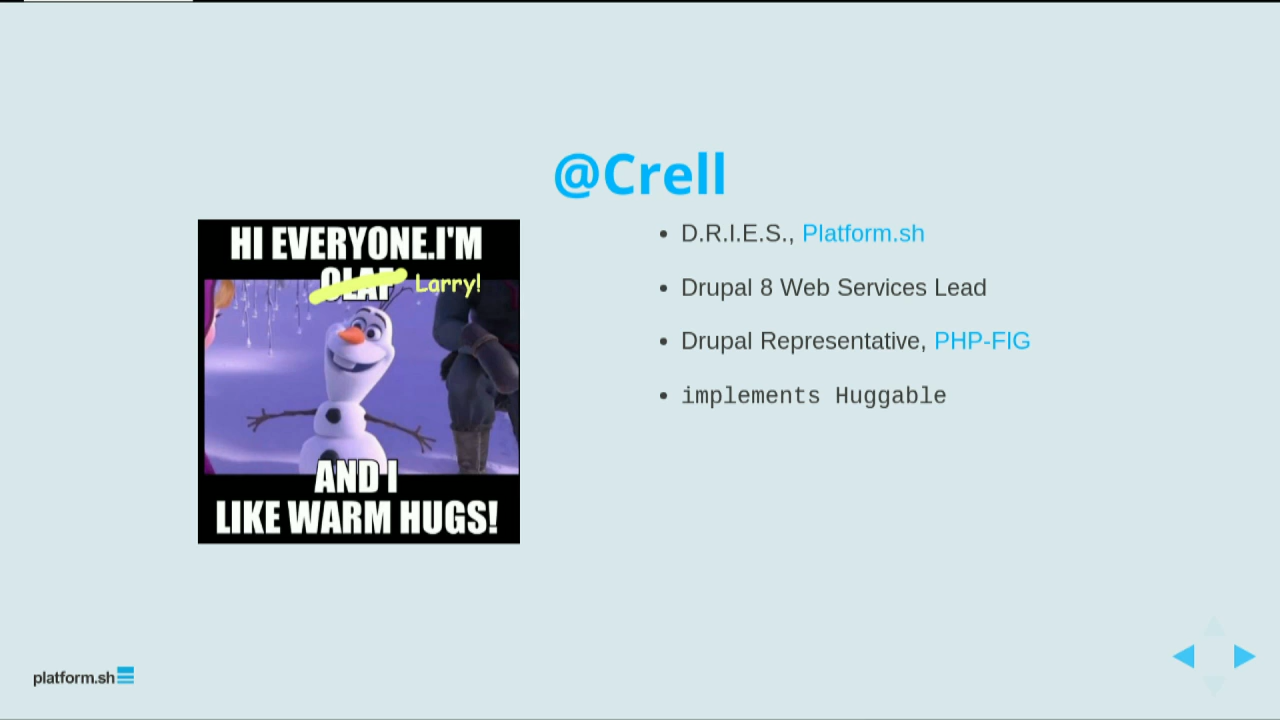 @Crell
HI EVERYONE.I'M
OLAF Larry!
AND I
LIKE WARM HUGS!
D.R.I.E.S., Platform.sh
Drupal 8 Web Services Lead
Drupal Representative, PHP-FIG
implements Huggable
platform.sh